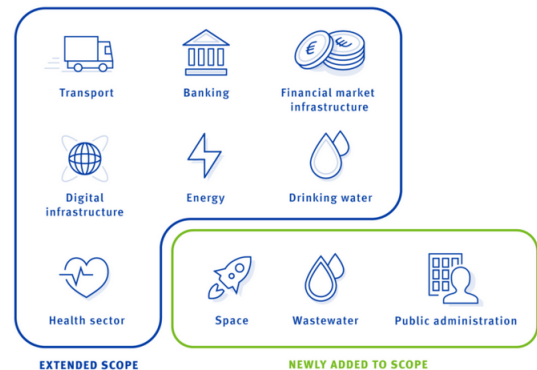 Transport
Banking
Financial market
infrastructure
Digital
infrastructure
Energy
Drinking water
Health sector
Space
Wastewater
Public administration
EXTENDED SCOPE
NEWLY ADDED TO SCOPE